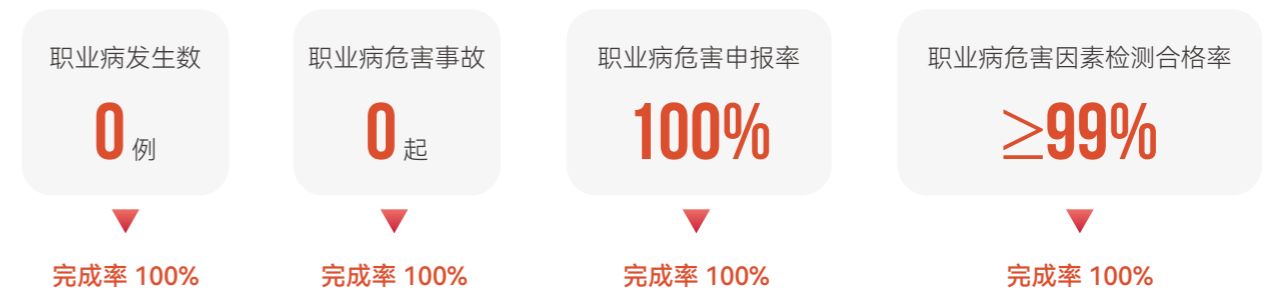 职业病发生数
0 例
完成率 100%
职业病危害事故
0 起
完成率 100%
职业病危害申报率
100%
完成率 100%
职业病危害因素检测合格率
≥99%
完成率 100%